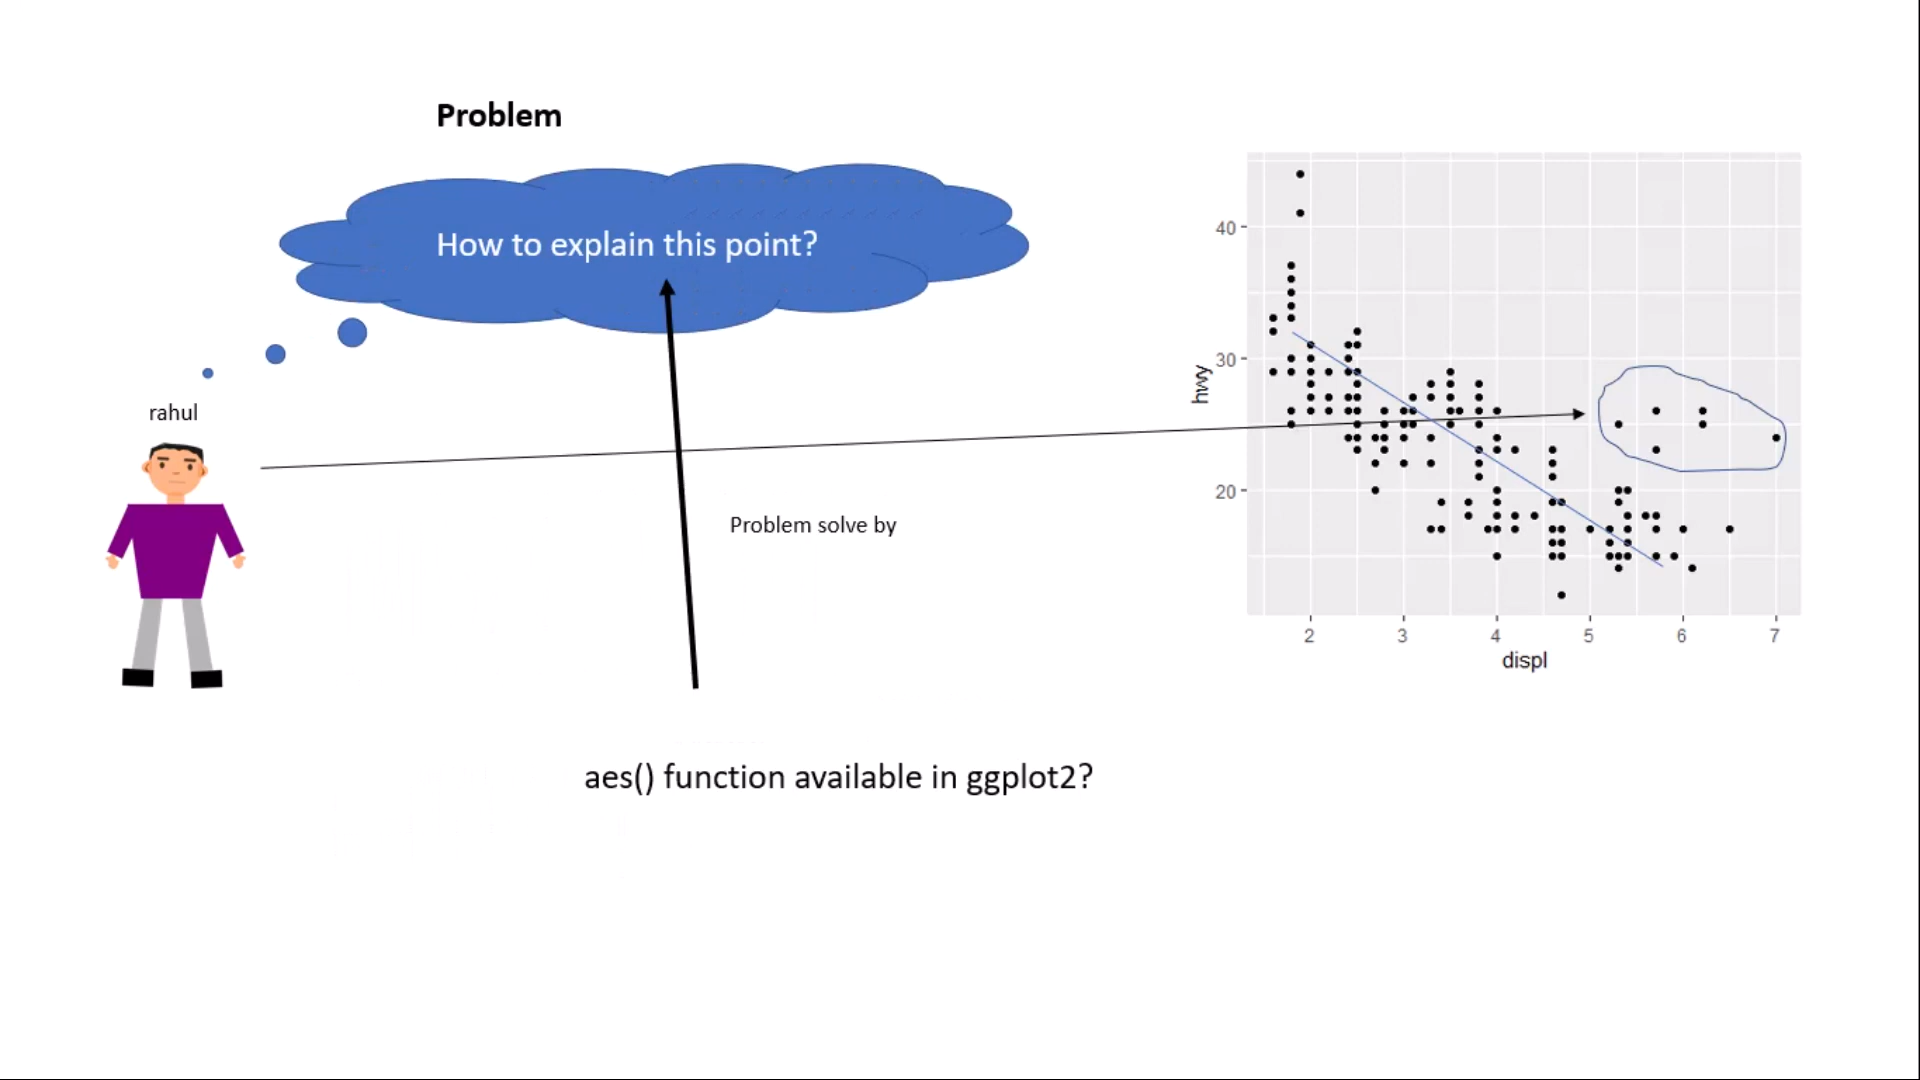 Problem
How to explain this point?
rahul
Problem solve by
aes() function available in ggplot2?
40
30
20
hwy
2 3 4 5 6 7
displ